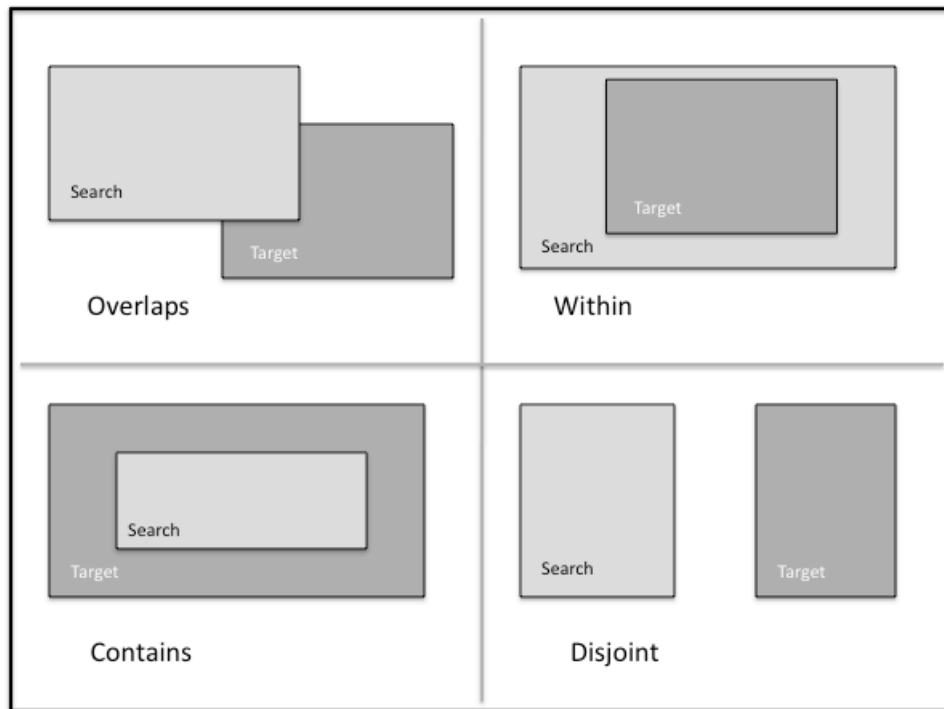 Search
Target
Overlaps
Target
Search
Within
Search
Target
Contains
Search
Target
Disjoint